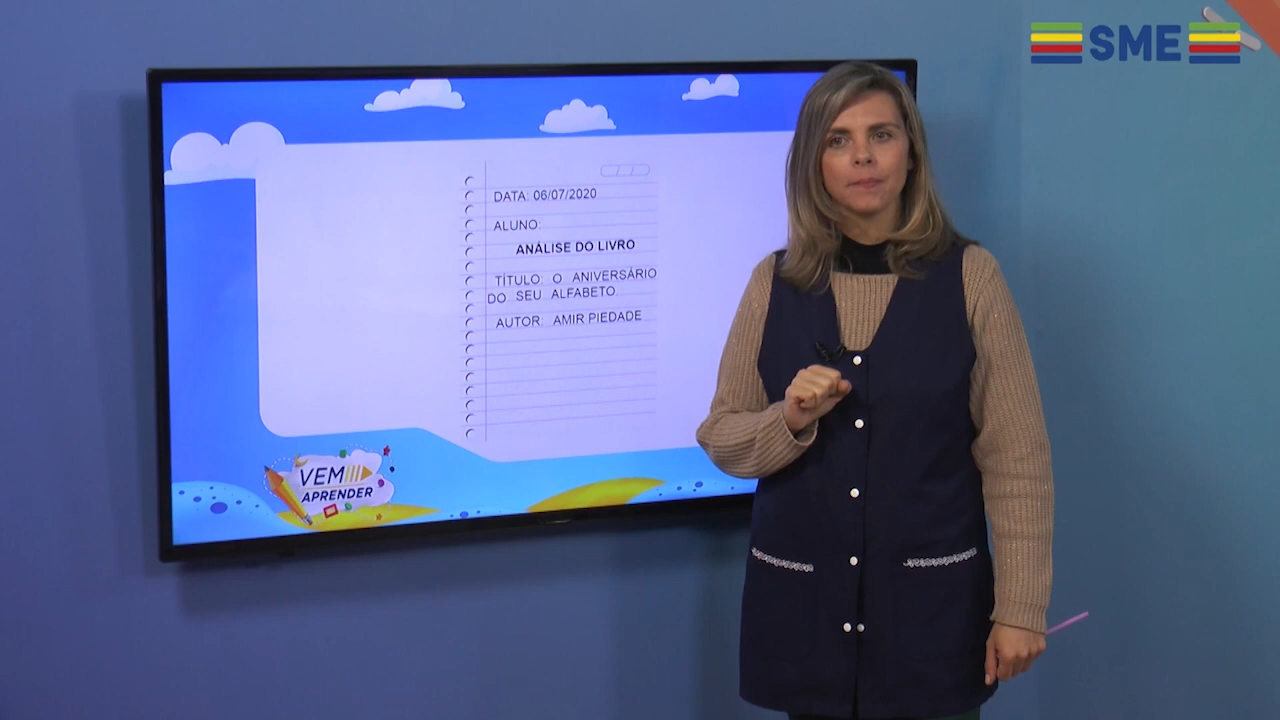 SME
DATA: 06/07/2020
ALUNO:
ANÁLISE DO LIVRO
TÍTULO: O ANIVERSÁRIO
DO SEU ALFABETO.
AUTOR: AMIR PIEDADE
VEM
APRENDER